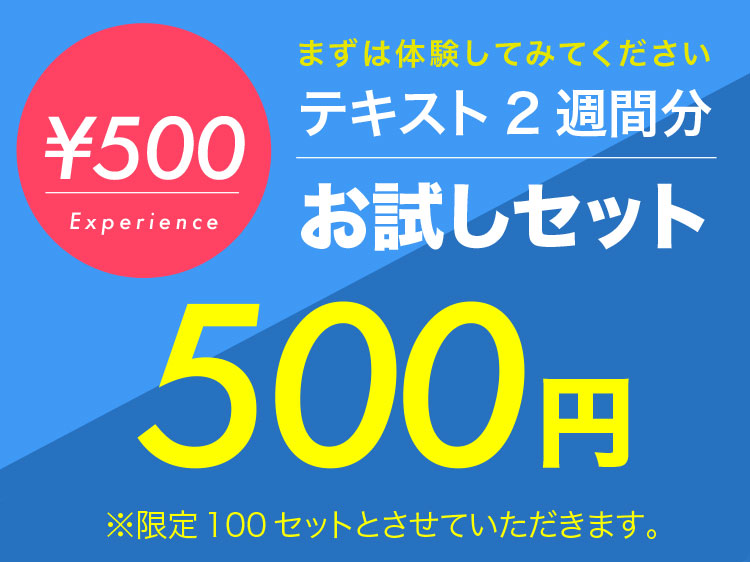 ¥500
Experience
まずは体験してみてください
テキスト2週間分
お試しセット
500円
※限定100セットとさせていただきます。